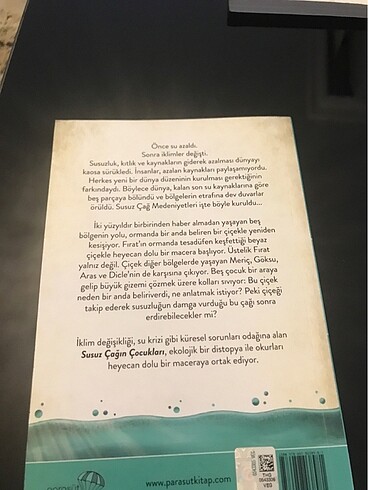 Önce su azaldı.
Sonra iklimler değişti.
Susuzluk, kıtlık ve kaynakların giderek azalması dünyayı
kaosa sürükledi. İnsanlar, azalan kaynakları paylaşamıyordu.
Herkes yeni bir dünya düzeninin kurulması gerektiğinin
farkındaydı. Böylece dünya, kalan son su kaynaklarına göre
beş parçaya bölündü ve bölgelerin etrafına dev duvarlar
örüldü. Susuz Çağ Medeniyetleri işte böyle kuruldu...
İki yüzyıldır birbirinden haber almadan yaşayan beş
bölgenin yolu, ormanda bir anda beliren bir çiçekle yeniden
kesişiyor. Fırat'ın ormanda tesadüfen keşfettiği beyaz
çiçekle heyecan dolu bir macera başlıyor. Üstelik Fırat
yalnız değil. Çiçek diğer bölgelerde yaşayan Meriç, Göksu,
Aras ve Dicle'nin de karşısına çıkıyor. Beş çocuk bir araya
gelip büyük gizemi çözmek üzere kolları sıvıyor: Bu çiçek
neden bir anda beliriverdi, ne anlatmak istiyor? Peki çiçeği
takip ederek susuzluğun damga vurduğu bu çağı sona
erdirebilecekler mi?
İklim değişikliği, su krizi gibi küresel sorunları odağına alan
Susuz Çağın Çocukları, ekolojik bir distopya ile okurları
heyecan dolu bir maceraya ortak ediyor.
paraşüt
www.parasutkitap.com